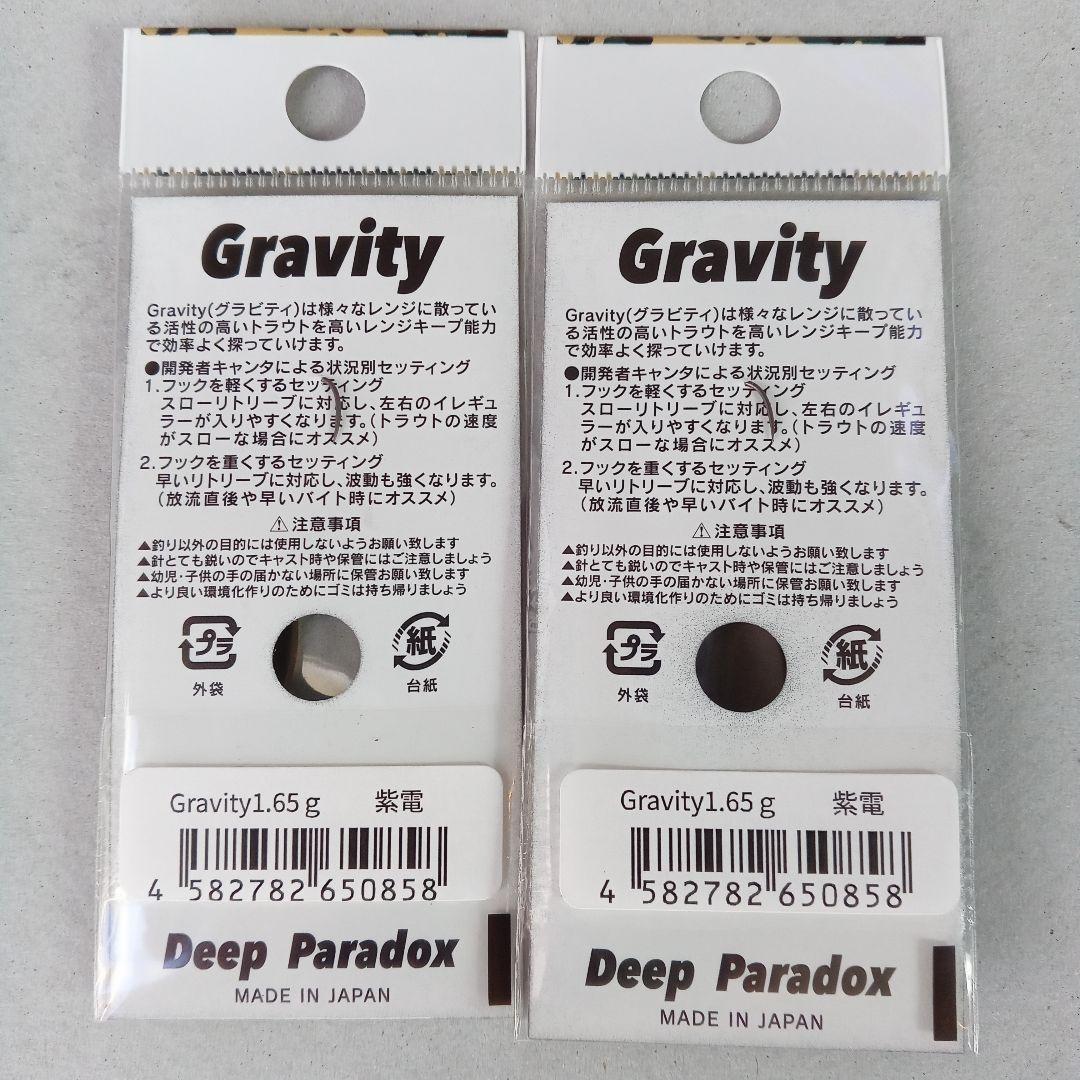 Gravity
Gravity(グラビティ)は様々なレンジに散ってい
る活性の高いトラウトを高いレンジキープ能力
で効率よく探っていけます。
●開発者キャンタによる状況別セッティング
1.フックを軽くするセッティング
スローリトリーブに対応し、左右のイレギュ
ラーが入りやすくなります。(トラウトの速度
がスローな場合にオススメ)
2.フックを重くするセッティング
早いリトリーブに対応し、波動も強くなります。
(放流直後や早いバイト時にオススメ)
⚠注意事項
▲釣り以外の目的には使用しないようお願い致します
▲針とても鋭いのでキャスト時や保管にはご注意しましょう
▲幼児・子供の手の届かない場所に保管お願い致します
▲より良い環境化作りのためにゴミは持ち帰りましょう
プラ 紙
外袋 台紙
Gravity1.65g 紫電
4 582782 650858
Deep Paradox
MADE IN JAPAN
Gravity
Gravity(グラビティ)は様々なレンジに散ってい
る活性の高いトラウトを高いレンジキープ能力
で効率よく探っていけます。
●開発者キャンタによる状況別セッティング
1.フックを軽くするセッティング
スローリトリーブに対応し、左右のイレギュ
ラーが入りやすくなります。(トラウトの速度
がスローな場合にオススメ)
2.フックを重くするセッティング
早いリトリーブに対応し、波動も強くなります。
(放流直後や早いバイト時にオススメ)
⚠注意事項
▲釣り以外の目的には使用しないようお願い致します
▲針とても鋭いのでキャスト時や保管にはご注意しましょう
▲幼児・子供の手の届かない場所に保管お願い致します
▲より良い環境化作りのためにゴミは持ち帰りましょう
プラ 紙
外袋 台紙
Gravity1.65g 紫電
4 582782 650858
Deep Paradox
MADE IN JAPAN